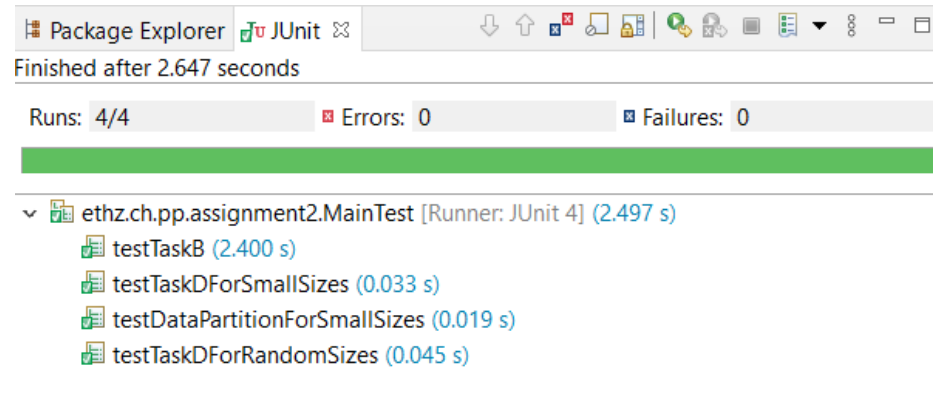 Package Explorer JUnit
Finished after 2.647 seconds
Runs: 4/4 Errors: 0 Failures: 0
ethz.ch.pp.assignment2.MainTest [Runner: JUnit 4] (2.497 s)
testTaskB (2.400 s)
testTaskDForSmallSizes (0.033 s)
testDataPartitionForSmallSizes (0.019 s)
testTaskDForRandomSizes (0.045 s)